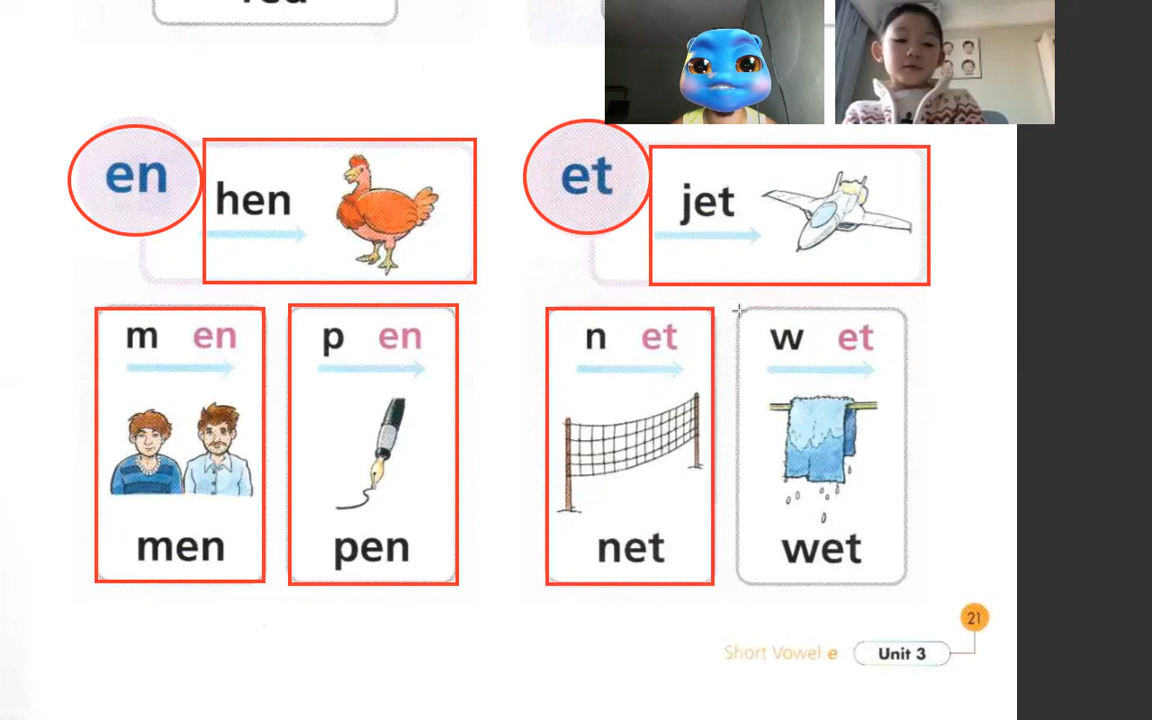 en
hen
et
jet
m en
p en
n et
w et
men
pen
net
wet
21
Short Vowel e
Unit 3